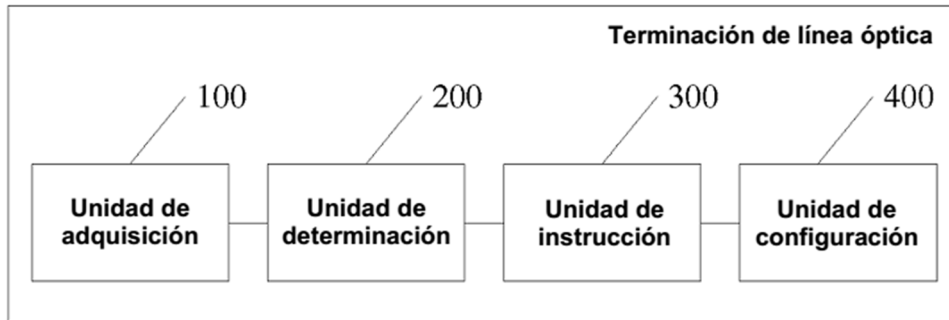 Terminación de línea óptica
100
200
300
400
Unidad de
adquisición
Unidad de
determinación
Unidad de
instrucción
Unidad de
configuración